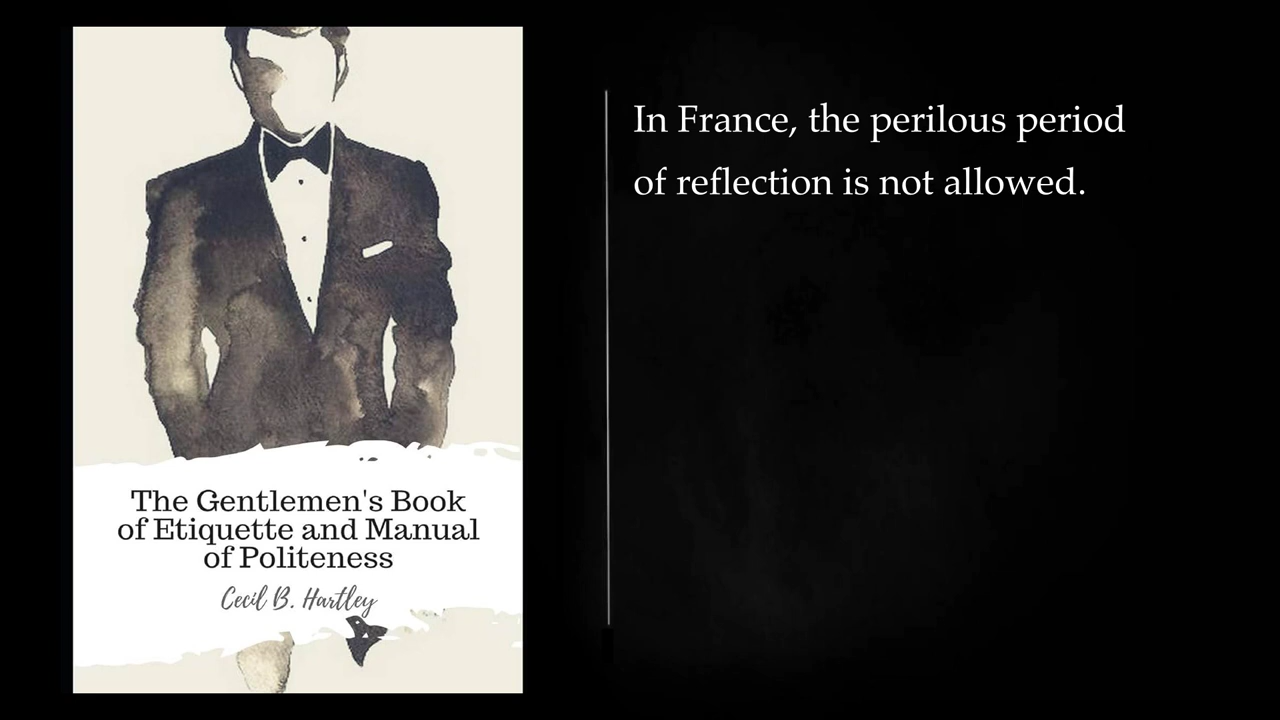 The Gentlemen's Book
of Etiquette and Manual
of Politeness
Cecil B. Hartley
In France, the perilous period
of reflection is not allowed.